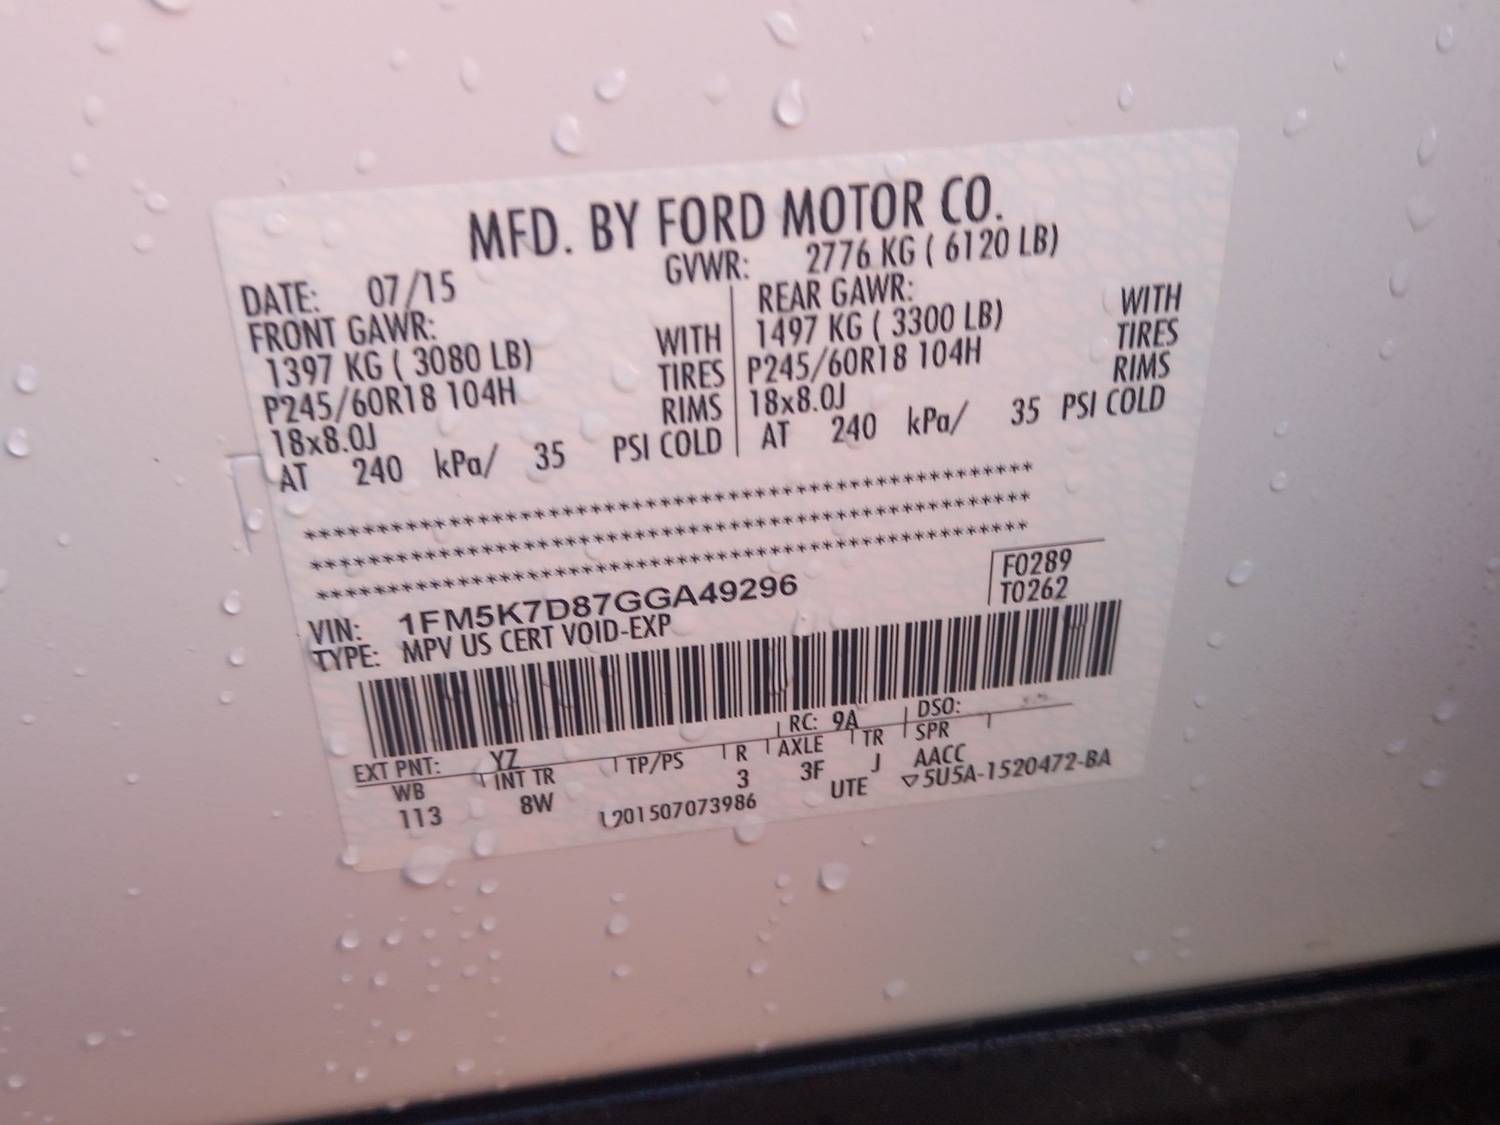 MFD. BY FORD MOTOR CO.
DATE: 07/15 GVWR: 2776 KG ( 6120 LB)
FRONT GAWR: REAR GAWR:
1397 KG ( 3080 LB) WITH 1497 KG ( 3300 LB) WITH
P245/60R18 104H TIRES P245/60R18 104H TIRES
18x8.0J RIMS 18x8.0J RIMS
AT 240 kPa/ 35 PSI COLD AT 240 kPa/ 35 PSI COLD
************************************************************
************************************************************
************************************************************
VIN: 1FM5K7D87GGA49296 F0289
TYPE: MPV US CERT VOID-EXP T0262
EXT PNT: YZ RC: 9A DSO:
WB INT TR TP/PS R AXLE TR SPR
113 8W 3 3F J AACC
L201507073986 UTE ▽5U5A-1520472-BA